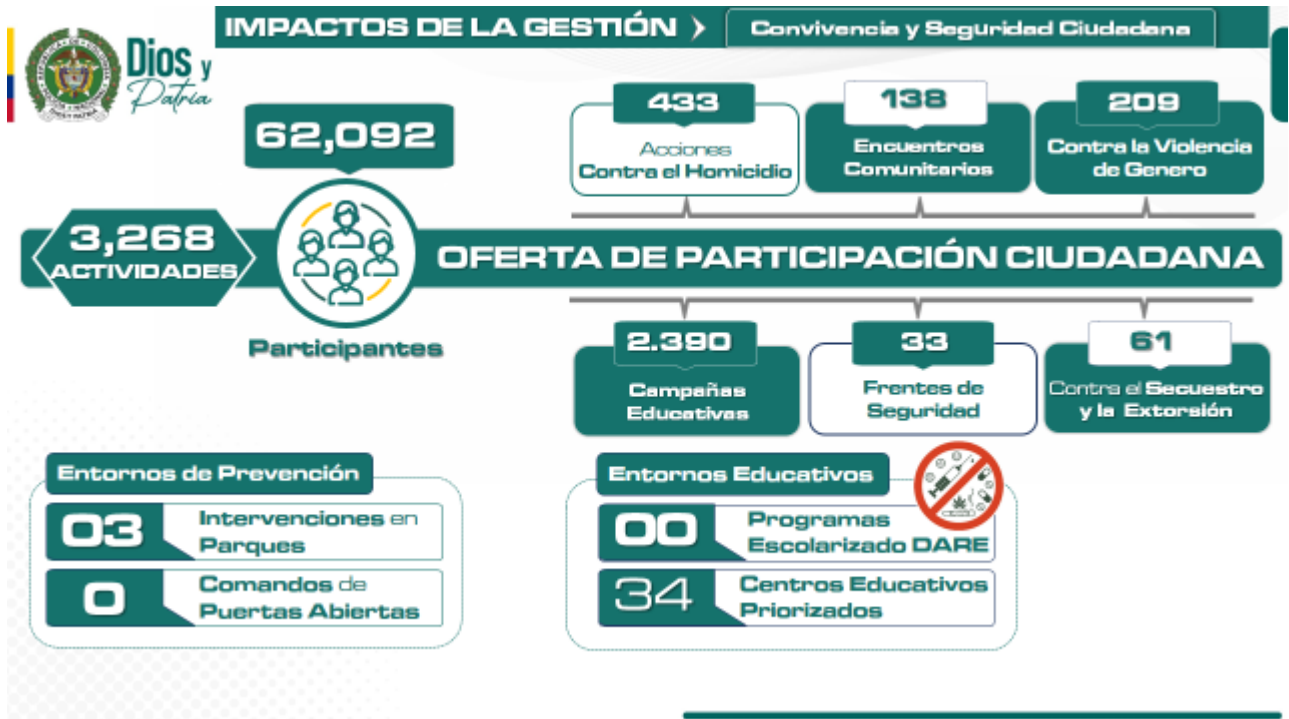 IMPACTOS DE LA GESTIÓN
Convivencia y Seguridad Ciudadana
Dios y
Patria
62,092
433
Acciones
Contra el Homicidio
138
Encuentros
Comunitarios
209
Contra la Violencia
de Genero
3,268
ACTIVIDADES
OFERTA DE PARTICIPACIÓN CIUDADANA
Participantes
2.390
Campañas
Educativas
33
Frentes de
Seguridad
61
Contra el Secuestro
y la Extorsión
Entornos de Prevención
03
Intervenciones en
Parques
0
Comandos de
Puertas Abiertas
Entornos Educativos
00
Programas
Escolarizado DARE
34
Centros Educativos
Priorizados